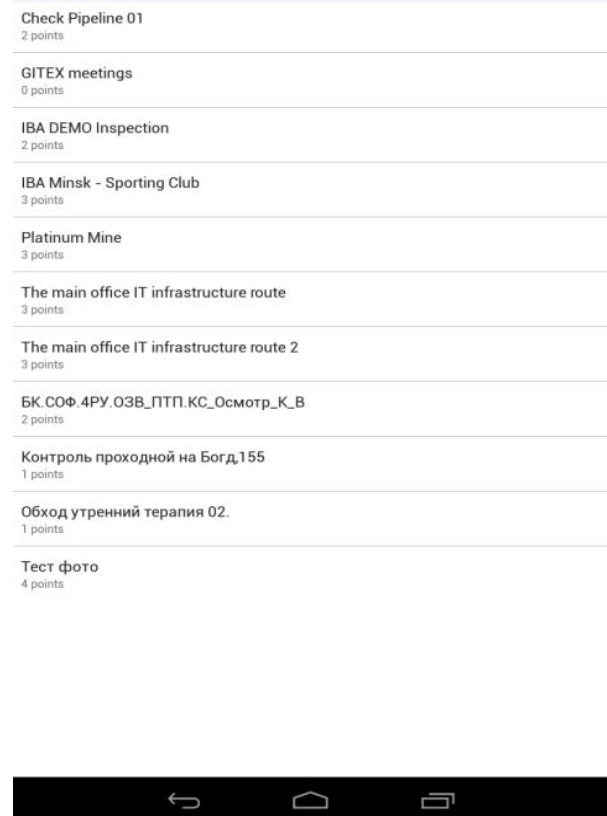 Check Pipeline 01
2 points
GITEX meetings
0 points
IBA DEMO Inspection
2 points
IBA Minsk - Sporting Club
3 points
Platinum Mine
3 points
The main office IT infrastructure route
3 points
The main office IT infrastructure route 2
3 points
БК.СОФ.4РУ.ОЗВ_ПТП.КС_Осмотр_К_В
2 points
Контроль проходной на Богд,155
1 points
Обход утренний терапия 02.
1 points
Тест фото
4 points